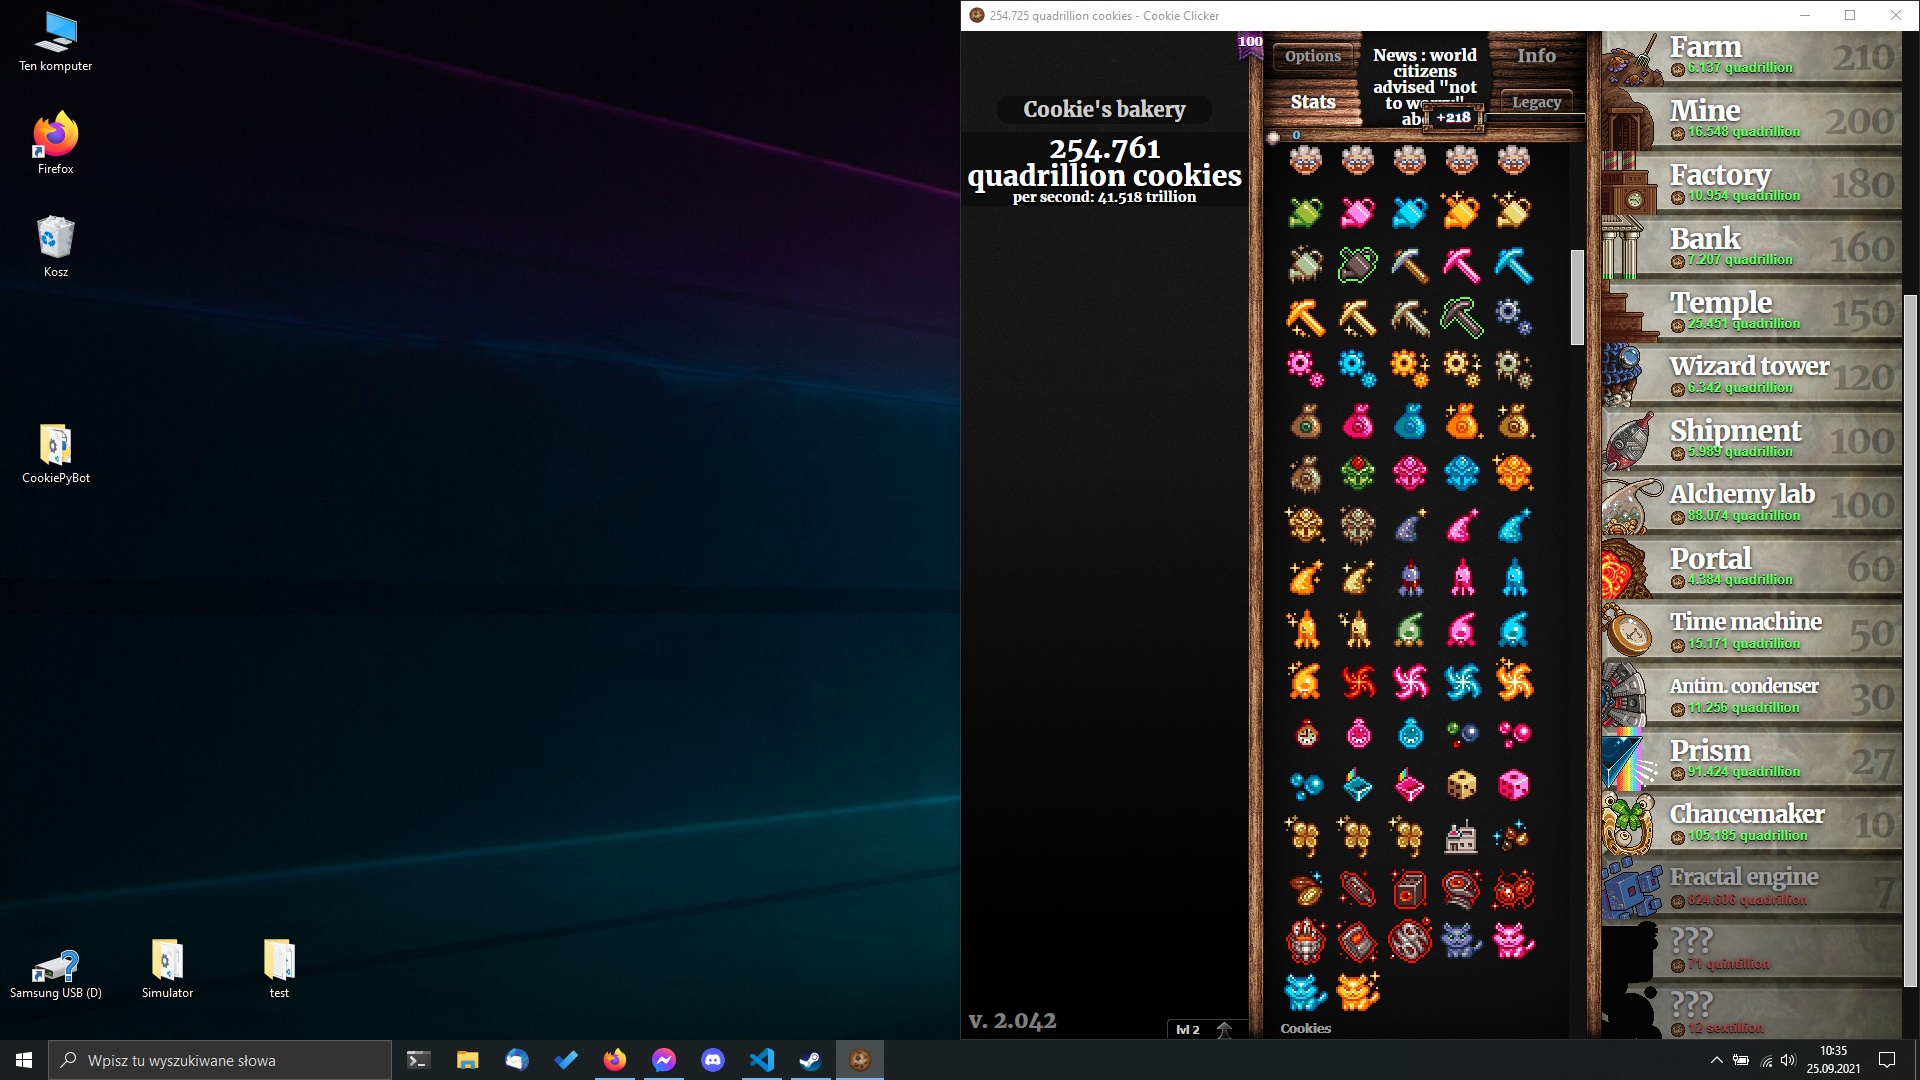 Ten komputer
Firefox
Kosz
CookiePyBot
Samsung USB (D)
Simulator
test
254.725 quadrillion cookies - Cookie Clicker
100
Cookie's bakery
254.761
quadrillion cookies
per second: 41.518 trillion
v. 2.042
lvl 2
Options
Stats
News : world
citizens
advised "not
to worry"
abo
Info
Legacy
+218
0
Cookies
Farm
6.137 quadrillion
210
Mine
16.548 quadrillion
200
Factory
10.954 quadrillion
180
Bank
7.207 quadrillion
160
Temple
25.451 quadrillion
150
Wizard tower
6.342 quadrillion
120
Shipment
5.989 quadrillion
100
Alchemy lab
88.074 quadrillion
100
Portal
4.384 quadrillion
60
Time machine
15.171 quadrillion
50
Antim. condenser
11.256 quadrillion
30
Prism
91.424 quadrillion
27
Chancemaker
105.185 quadrillion
10
Fractal engine
824.606 quadrillion
7
???
71 quintillion
???
12 sextillion
Wpisz tu wyszukiwane słowa
10:35
25.09.2021